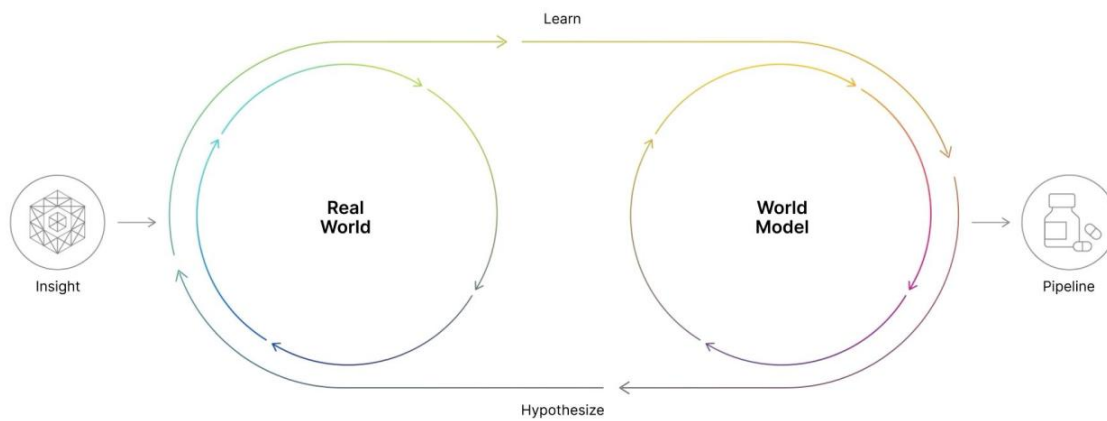 Learn
Real
World
World
Model
Insight
Pipeline
Hypothesize